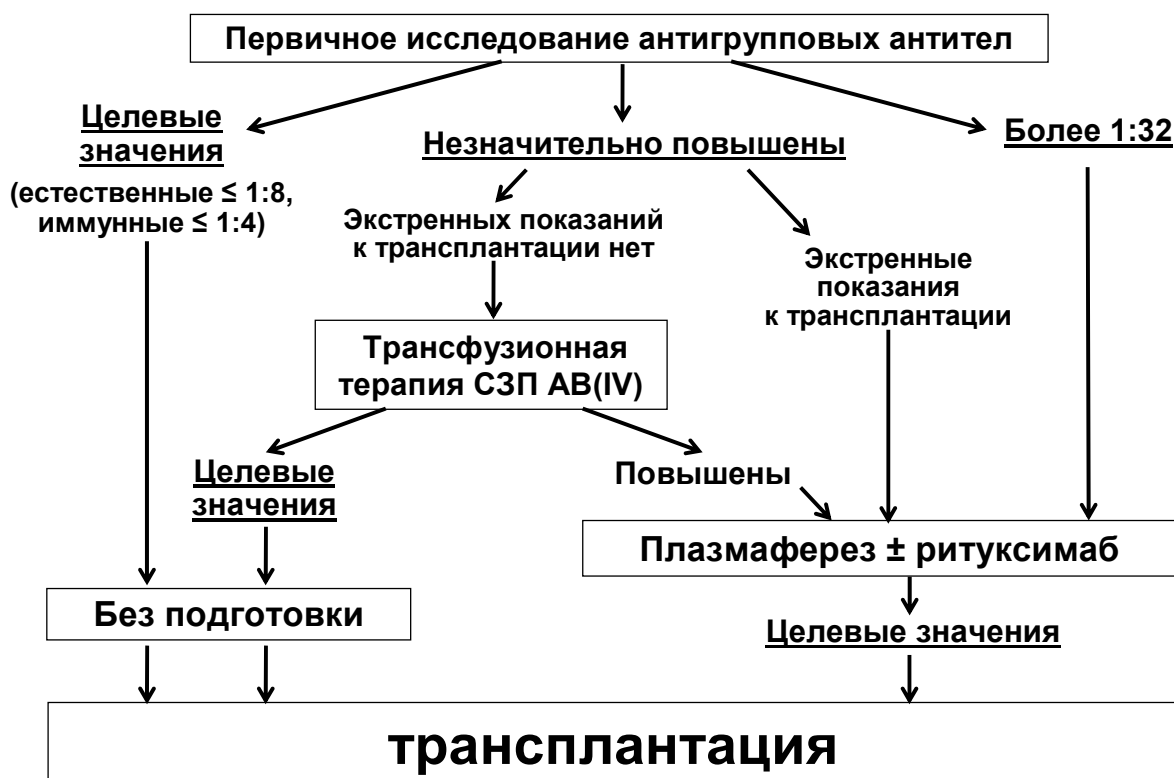 Первичное исследование антигрупповых антител
Целевые
значения
(естественные ≤ 1:8,
иммунные ≤ 1:4)
Незначительно повышены
Более 1:32
Экстренных показаний
к трансплантации нет
Экстренные
показания
к трансплантации
Трансфузионная
терапия СЗП АВ(IV)
Целевые
значения
Повышены
Плазмаферез ± ритуксимаб
Без подготовки
Целевые значения
трансплантация